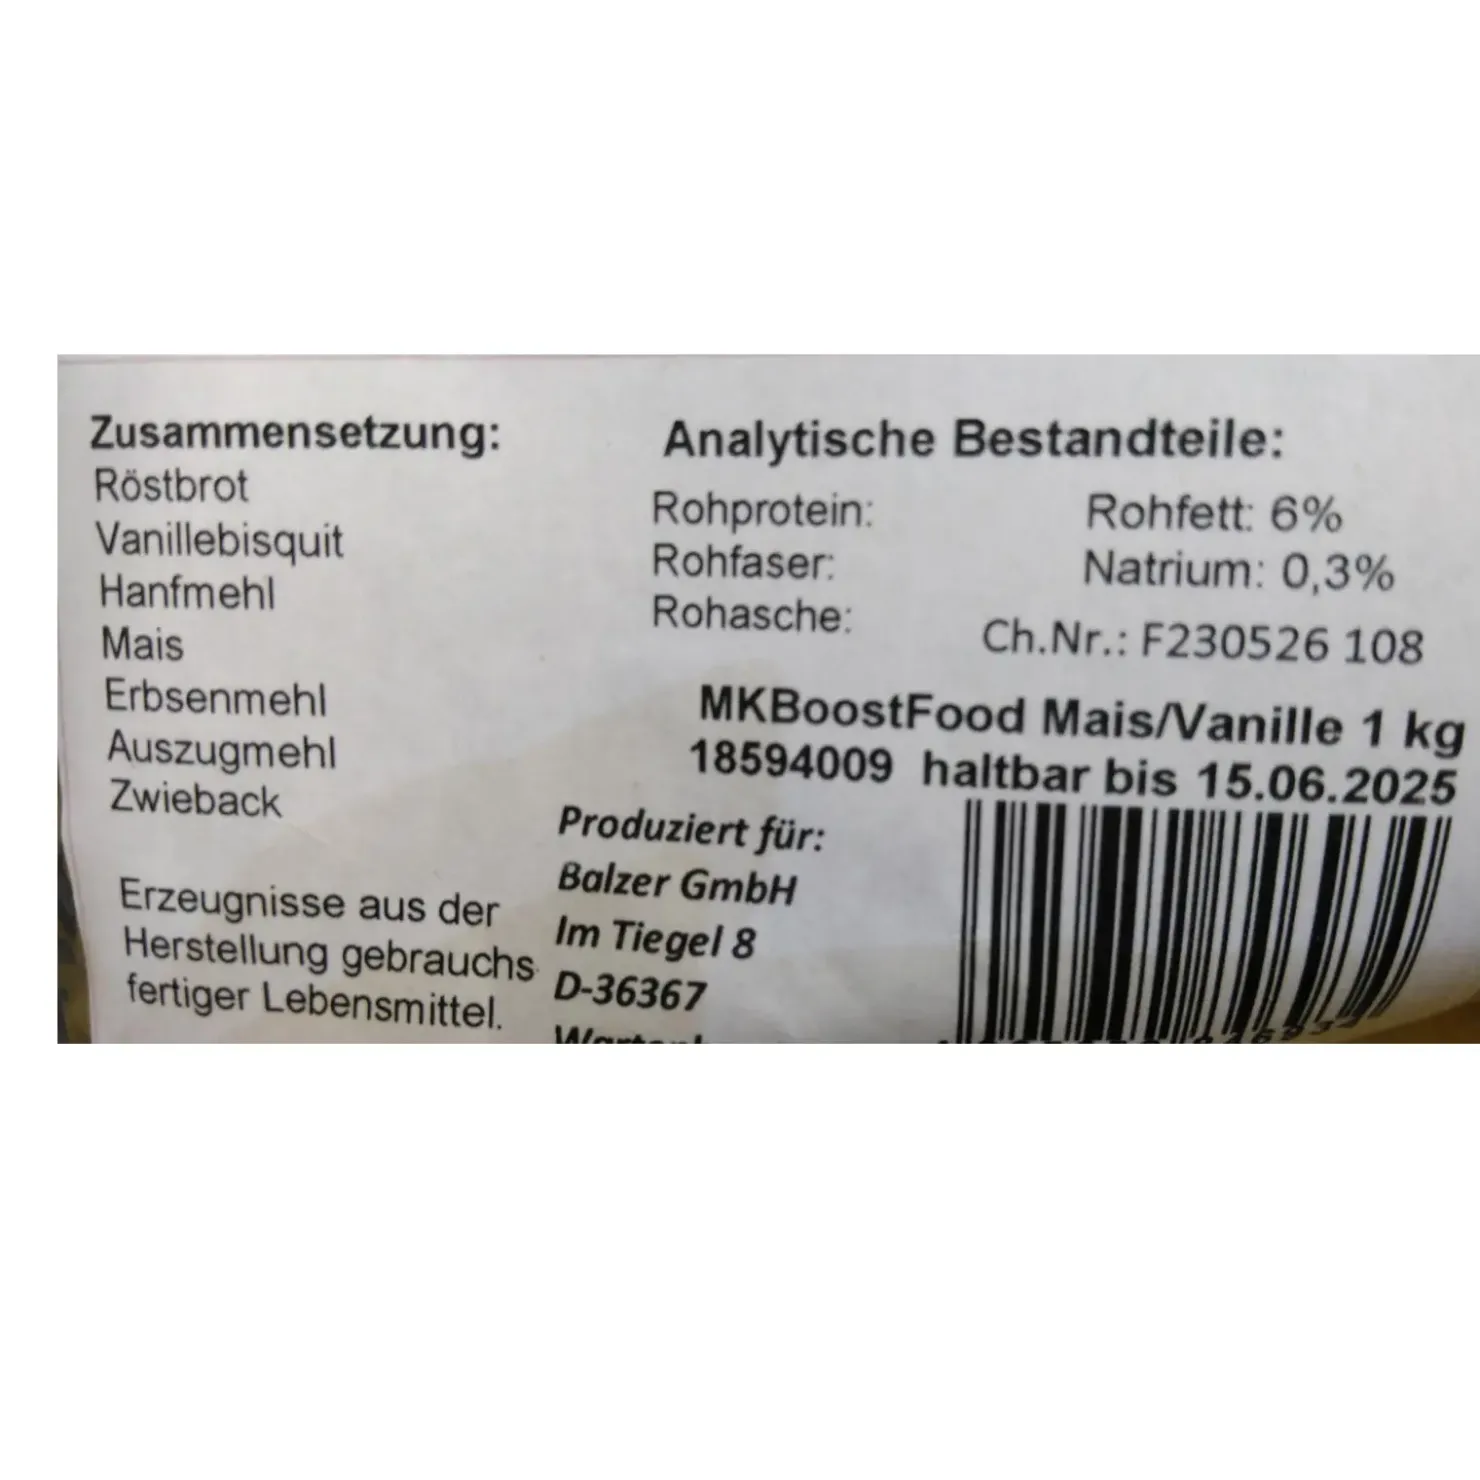 Zusammensetzung:
Röstbrot
Vanillebisquit
Hanfmehl
Mais
Erbsenmehl
Auszugmehl
Zwieback
Erzeugnisse aus der
Herstellung gebrauchs
fertiger Lebensmittel.
Analytische Bestandteile:
Rohprotein: Rohfett: 6%
Rohfaser: Natrium: 0,3%
Rohasche:
Ch.Nr.: F230526 108
MKBoostFood Mais/Vanille 1 kg
18594009 haltbar bis 15.06.2025
Produziert für:
Balzer GmbH
Im Tiegel 8
D-36367